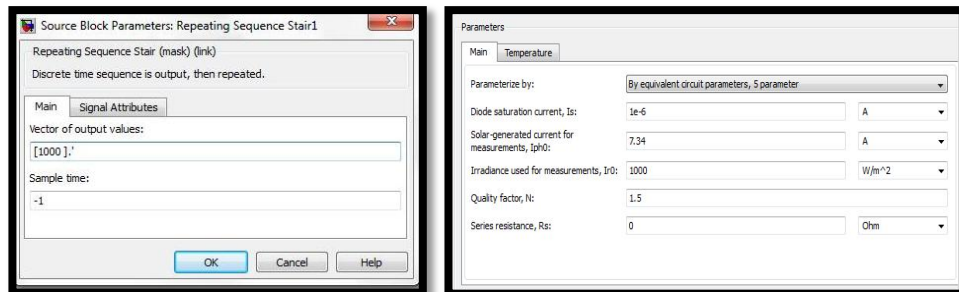 Source Block Parameters: Repeating Sequence Stair1
Repeating Sequence Stair (mask) (link)
Discrete time sequence is output, then repeated.
Main
Signal Attributes
Vector of output values:
[1000 ].'
Sample time:
-1
OK
Cancel
Help
Parameters
Main
Temperature
Parameterize by:
By equivalent circuit parameters, 5 parameter
Diode saturation current, Is:
1e-6
A
Solar-generated current for
measurements, Iph0:
7.34
A
Irradiance used for measurements, Ir0:
1000
W/m^2
Quality factor, N:
1.5
Series resistance, Rs:
0
Ohm